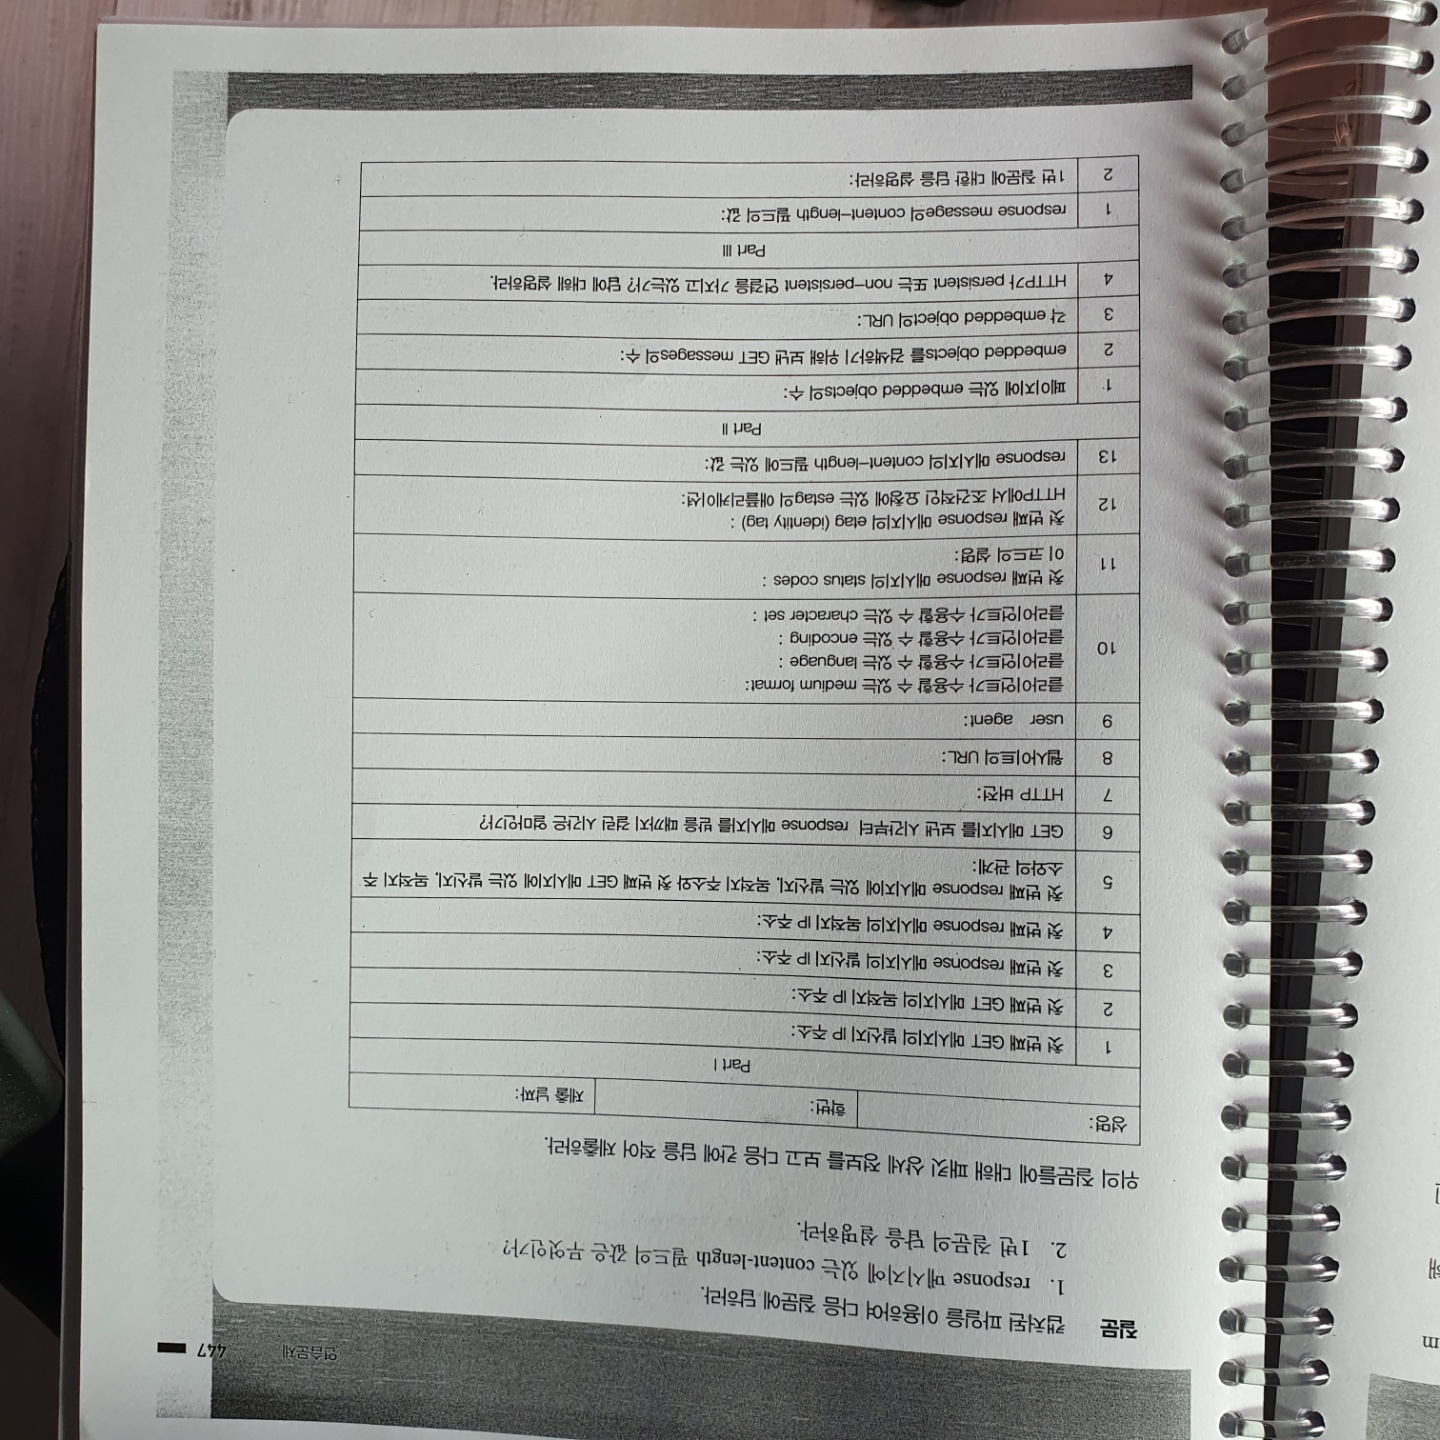 연습문제 447
질문 캡처된 파일을 이용하여 다음 질문에 답하라.
1. response 메시지에 있는 content-length 필드의 값은 무엇인가?
2. 1번 질문의 답을 설명하라.
위의 질문들에 대해 패킷 상세 정보를 보고 다음 칸에 답을 적어 제출하라.
성명: 학번: 제출 날짜:
Part I
1 첫 번째 GET 메시지의 발신지 IP 주소:
2 첫 번째 GET 메시지의 목적지 IP 주소:
3 첫 번째 response 메시지의 발신지 IP 주소:
4 첫 번째 response 메시지의 목적지 IP 주소:
5 첫 번째 response 메시지에 있는 발신지, 목적지 주소와 첫 번째 GET 메시지에 있는 발신지, 목적지 주
소와의 관계:
6 GET 메시지를 보낸 시간부터 response 메시지를 받을 때까지 걸린 시간은 얼마인가?
7 HTTP 버전:
8 웹사이트의 URL:
9 user agent:
10 클라이언트가 수용할 수 있는 medium format:
클라이언트가 수용할 수 있는 language :
클라이언트가 수용할 수 있는 encoding :
클라이언트가 수용할 수 있는 character set :
11 첫 번째 response 메시지의 status codes :
이 코드의 설명:
12 첫 번째 response 메시지의 etag (identity tag) :
HTTP에서 조건적인 요청에 있는 estag의 애플리케이션:
13 response 메시지의 content-length 필드에 있는 값:
Part II
1 페이지에 있는 embedded objects의 수:
2 embedded objects를 검색하기 위해 보낸 GET messages의 수:
3 각 embedded object의 URL:
4 HTTP가 persistent 또는 non-persistent 연결을 가지고 있는가? 답에 대해 설명하라.
Part III
1 response message의 content-length 필드의 값:
2 1번 질문에 대한 답을 설명하라: